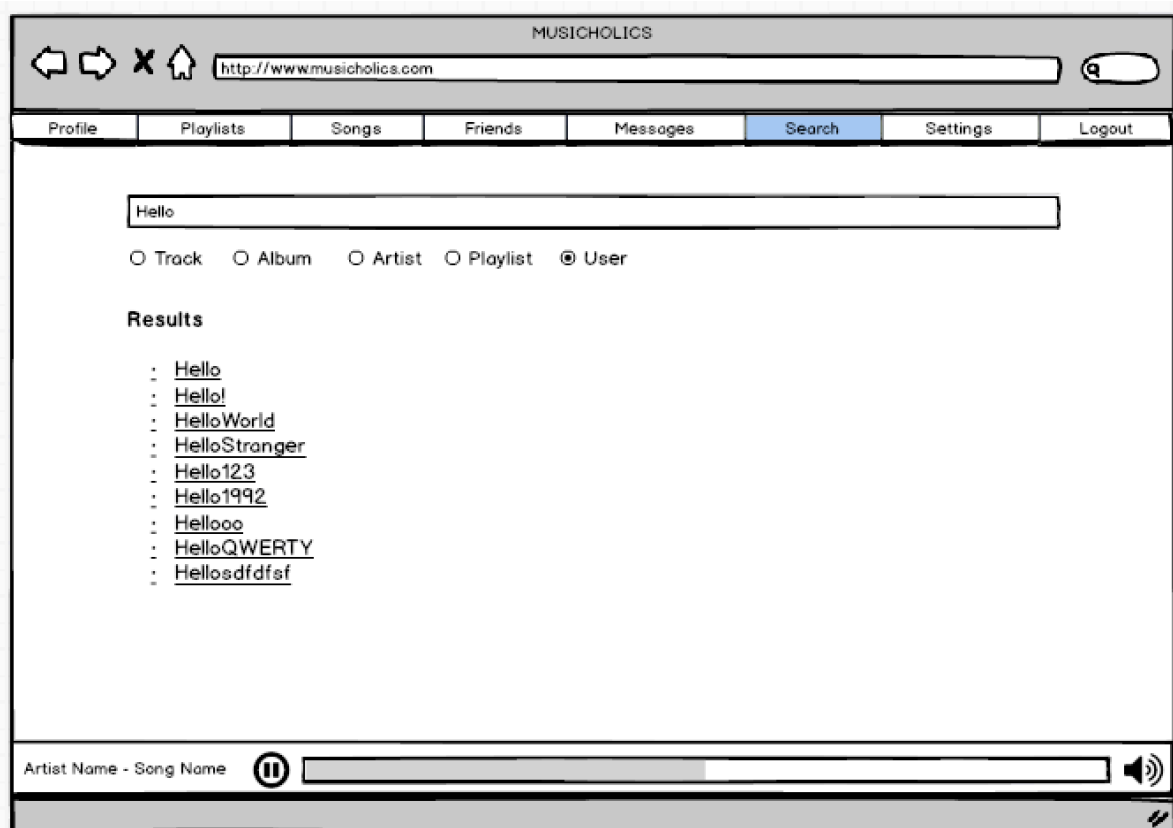 MUSICHOLICS
http://www.musicholics.com
Profile Playlists Songs Friends Messages Search Settings Logout
Hello
Track Album Artist Playlist User
Results
Hello
Hello!
HelloWorld
HelloStranger
Hello123
Hello1992
Hellooo
HelloQWERTY
Hellosdfdfsf
Artist Name - Song Name